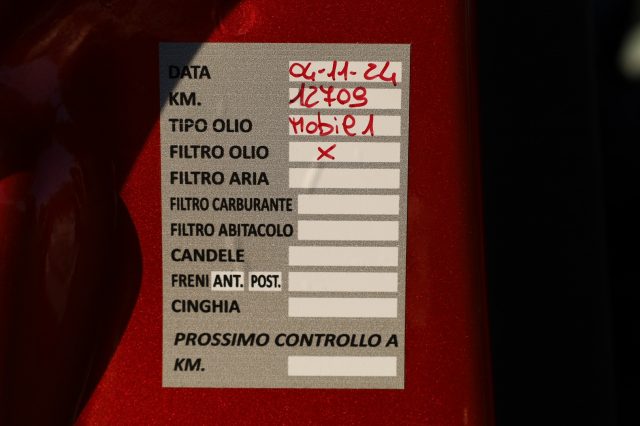 DATA 04-11-24
KM. 12709
TIPO OLIO Mobil 1
FILTRO OLIO X
FILTRO ARIA
FILTRO CARBURANTE
FILTRO ABITACOLO
CANDELE
FRENI ANT. POST.
CINGHIA
PROSSIMO CONTROLLO A
KM.